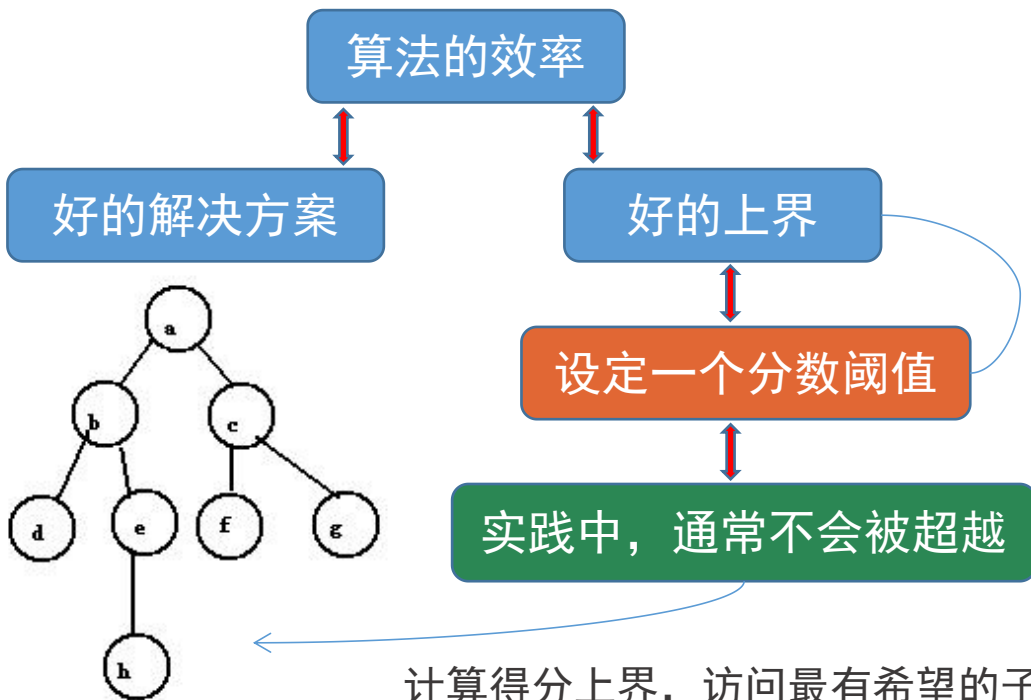 算法的效率
好的解决方案
好的上界
设定一个分数阈值
实践中，通常不会被超越
a
b
c
d
e
f
g
h
计算得分上界，访问最有希望的子